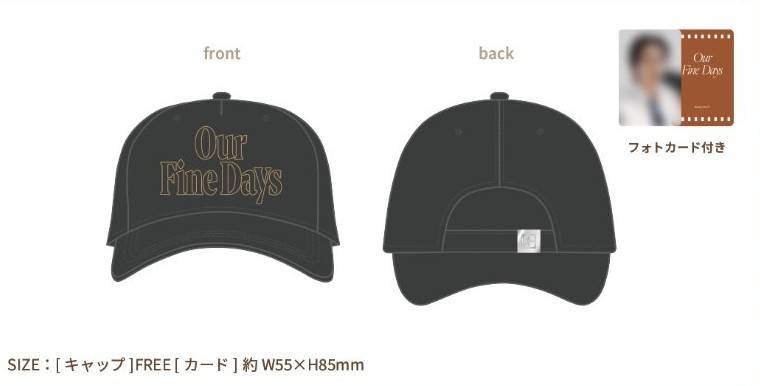 front
back
Our
Fine Days
Our
Fine Days
フォトカード付き
SIZE：[ キャップ ]FREE [ カード ] 約 W55×H85mm